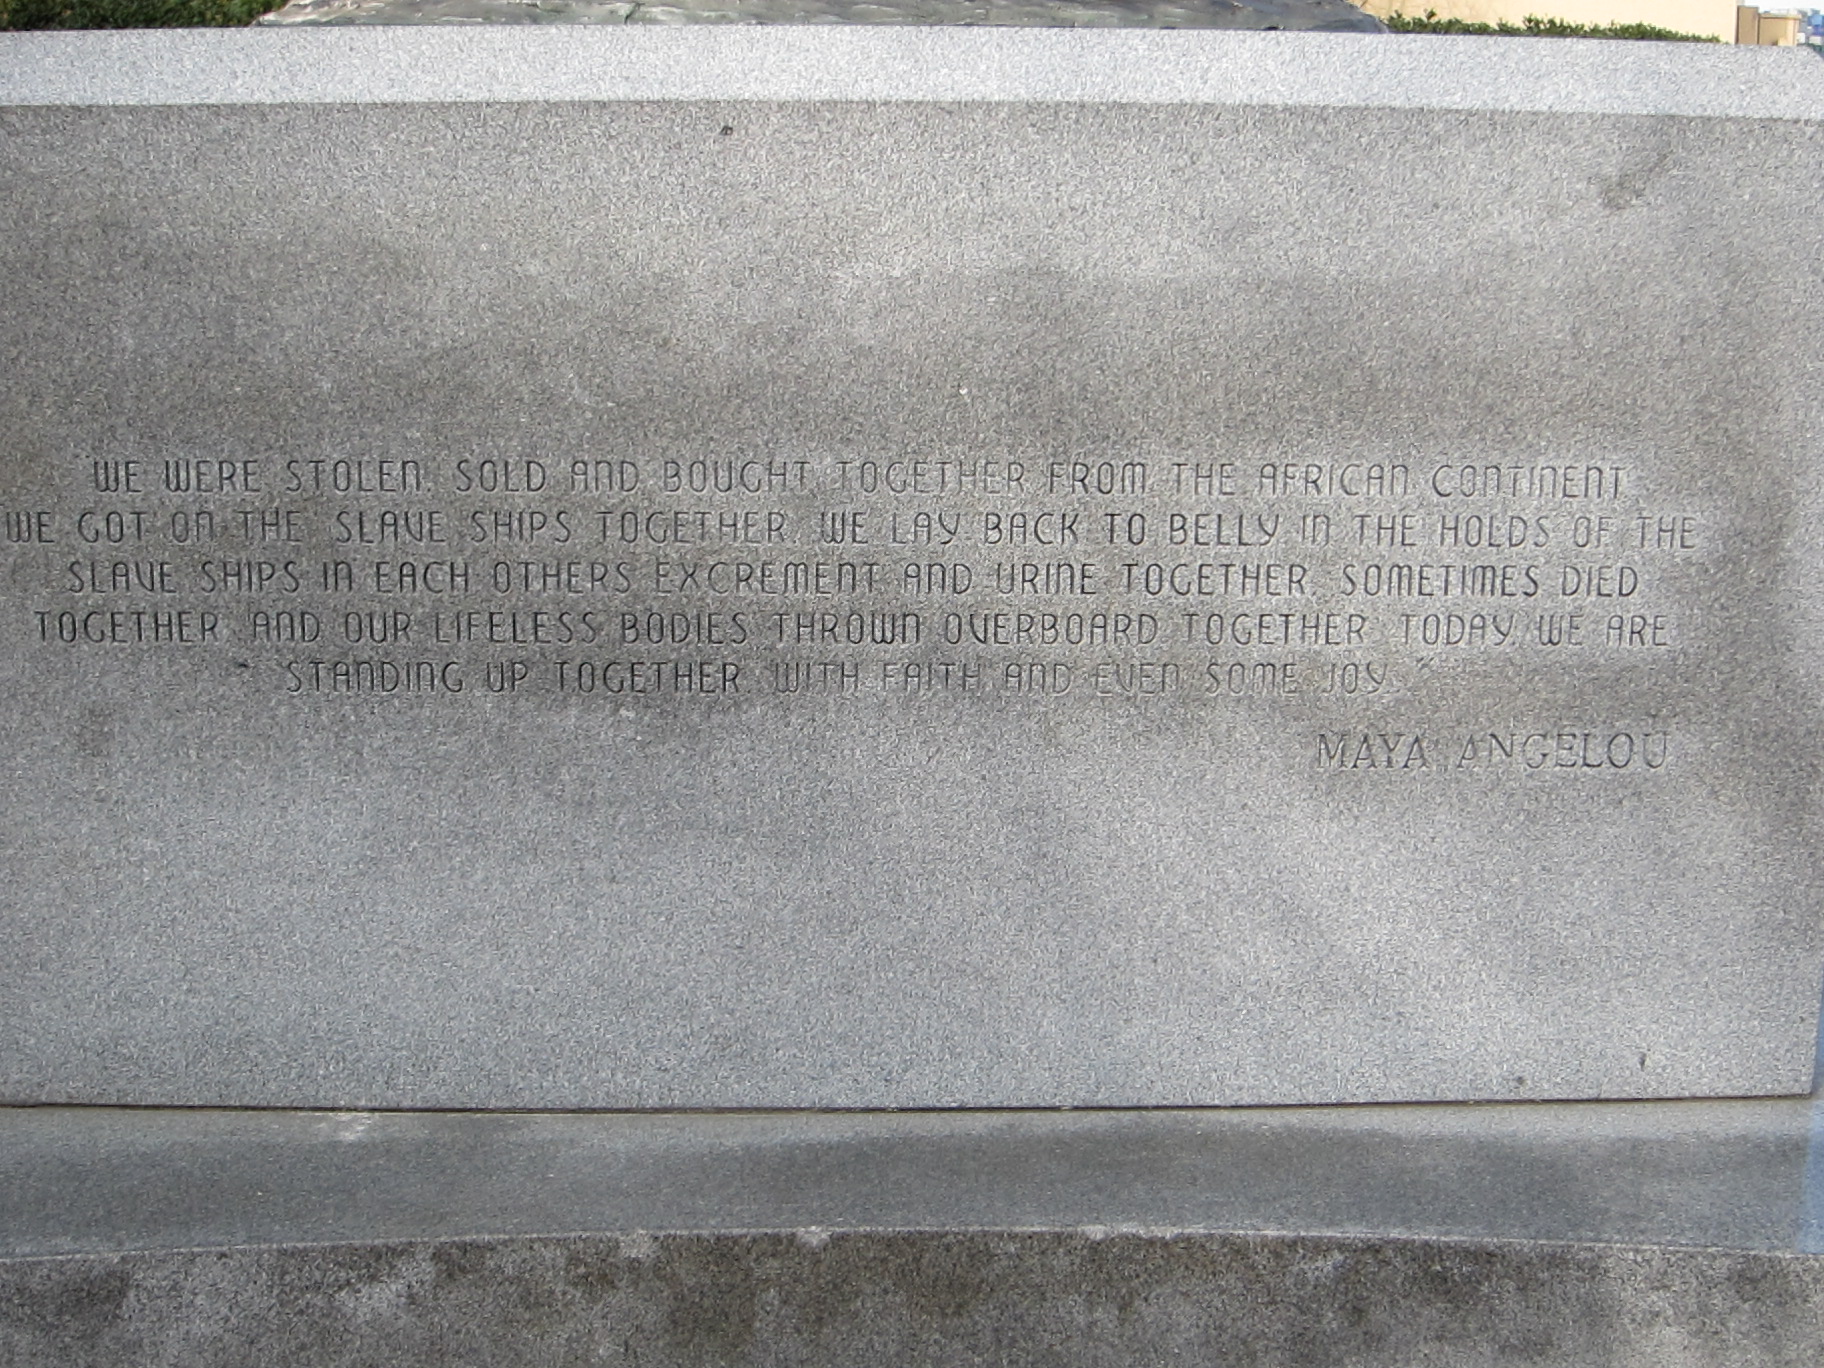 WE WERE STOLEN, SOLD AND BOUGHT TOGETHER FROM THE AFRICAN CONTINENT.
WE GOT ON THE SLAVE SHIPS TOGETHER. WE LAY BACK TO BELLY IN THE HOLDS OF THE
SLAVE SHIPS IN EACH OTHERS EXCREMENT AND URINE TOGETHER, SOMETIMES DIED
TOGETHER, AND OUR LIFELESS BODIES THROWN OVERBOARD TOGETHER. TODAY, WE ARE
STANDING UP TOGETHER, WITH FAITH AND EVEN SOME JOY.
MAYA ANGELOU